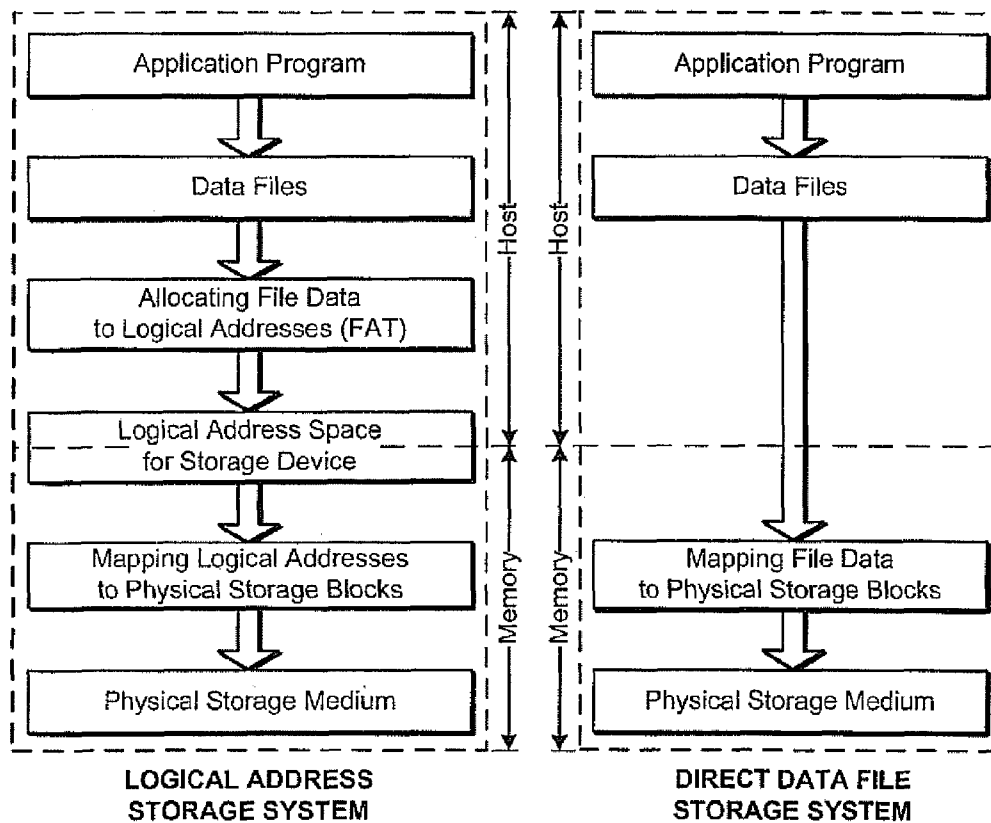 Application Program
Data Files
Allocating File Data
to Logical Addresses (FAT)
Logical Address Space
for Storage Device
Mapping Logical Addresses
to Physical Storage Blocks
Physical Storage Medium
LOGICAL ADDRESS
STORAGE SYSTEM
Host
Memory
Host
Memory
Application Program
Data Files
Mapping File Data
to Physical Storage Blocks
Physical Storage Medium
DIRECT DATA FILE
STORAGE SYSTEM